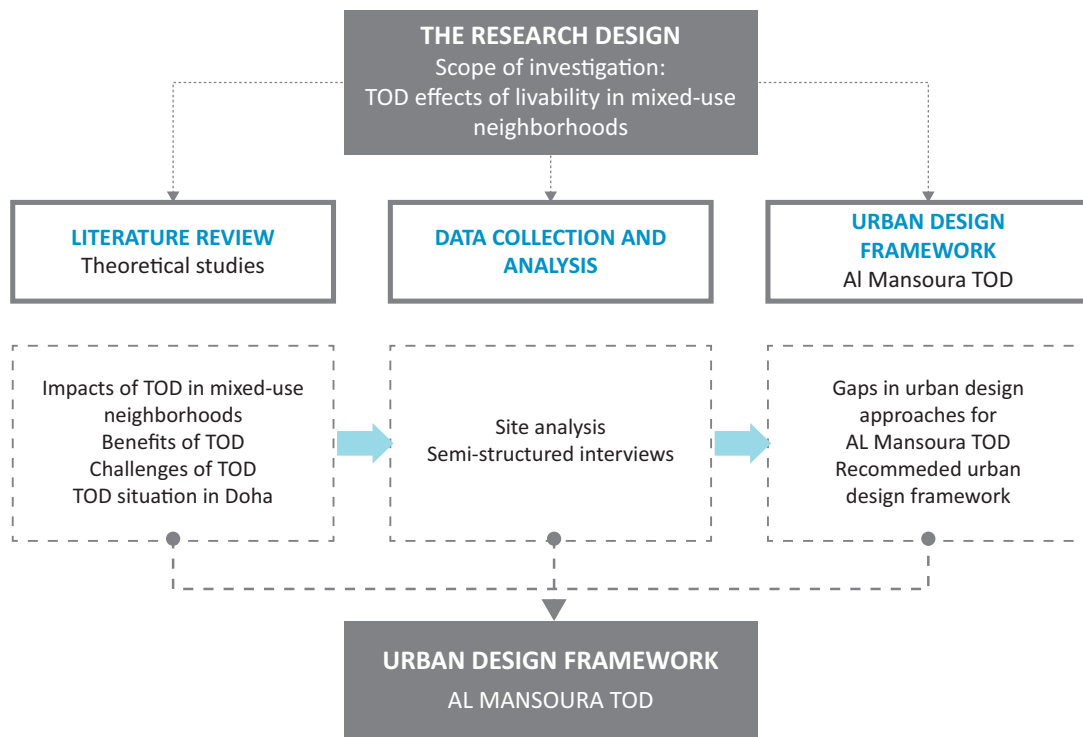 THE RESEARCH DESIGN
Scope of investigation:
TOD effects of livability in mixed-use
neighborhoods
LITERATURE REVIEW
Theoretical studies
DATA COLLECTION AND
ANALYSIS
URBAN DESIGN
FRAMEWORK
Al Mansoura TOD
Impacts of TOD in mixed-use
neighborhoods
Benefits of TOD
Challenges of TOD
TOD situation in Doha
Site analysis
Semi-structured interviews
Gaps in urban design
approaches for
AL Mansoura TOD
Recommeded urban
design framework
URBAN DESIGN FRAMEWORK
AL MANSOURA TOD